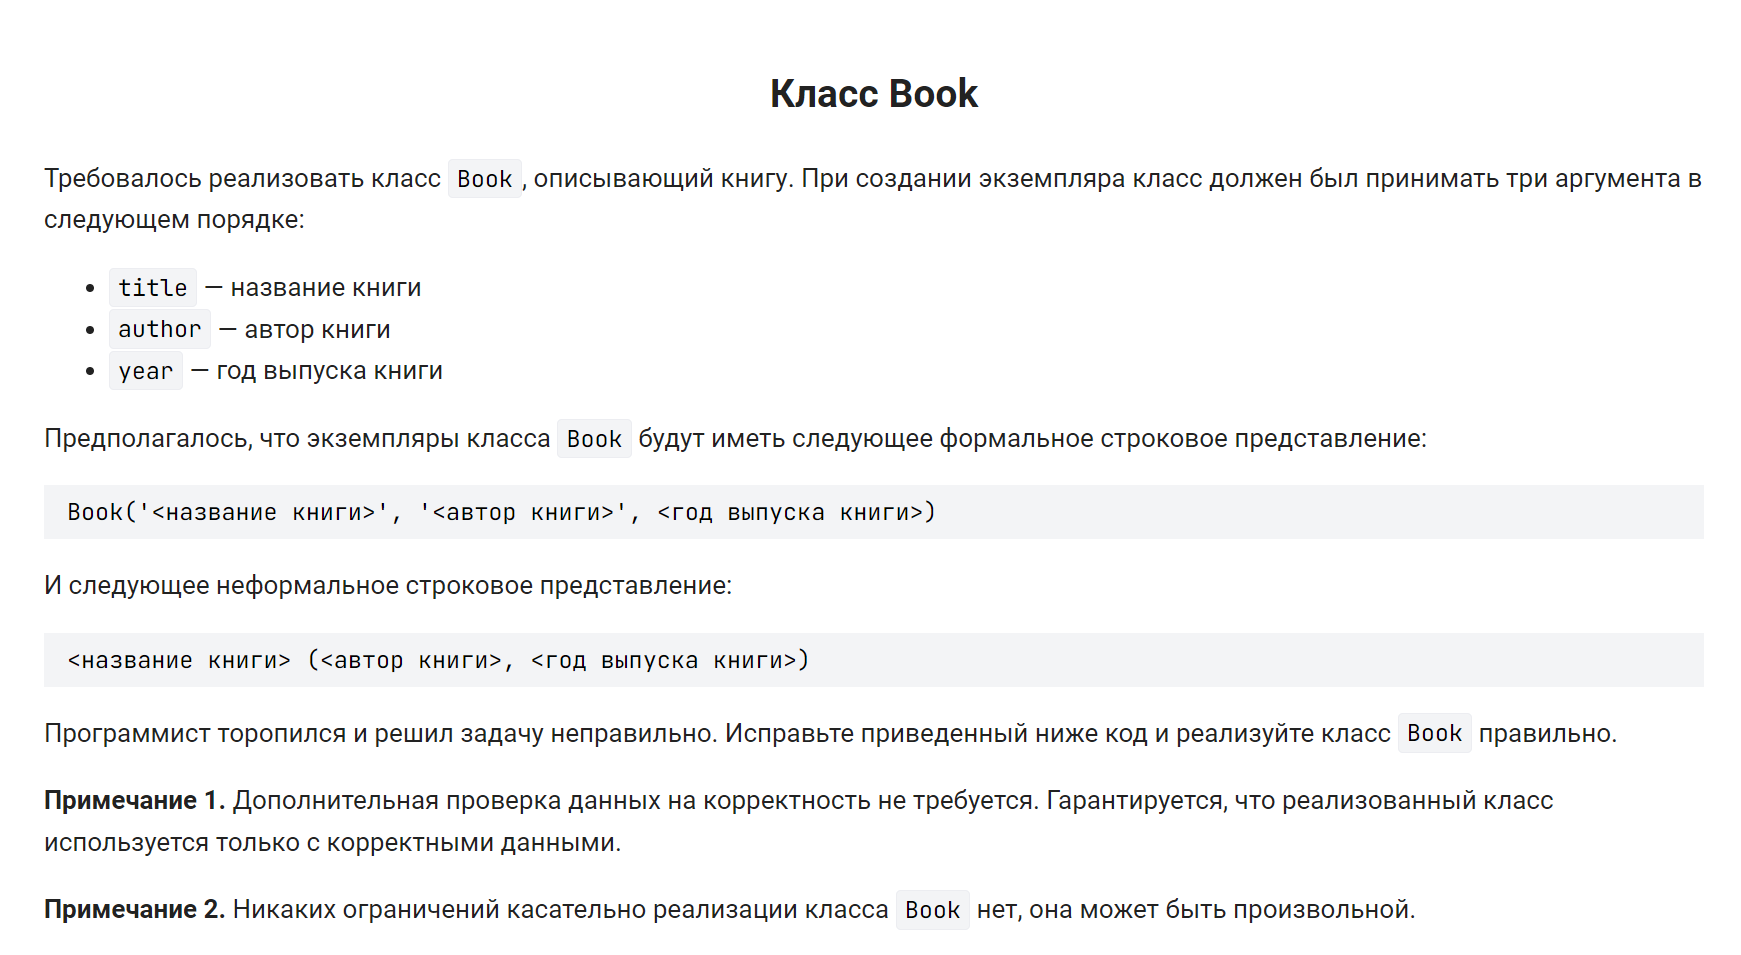 Класс Book
Требовалось реализовать класс Book, описывающий книгу. При создании экземпляра класс должен был принимать три аргумента в
следующем порядке:
• title — название книги
• author — автор книги
• year — год выпуска книги
Предполагалось, что экземпляры класса Book будут иметь следующее формальное строковое представление:
Book('<название книги>', '<автор книги>', <год выпуска книги>)
И следующее неформальное строковое представление:
<название книги> (<автор книги>, <год выпуска книги>)
Программист торопился и решил задачу неправильно. Исправьте приведенный ниже код и реализуйте класс Book правильно.
Примечание 1. Дополнительная проверка данных на корректность не требуется. Гарантируется, что реализованный класс
используется только с корректными данными.
Примечание 2. Никаких ограничений касательно реализации класса Book нет, она может быть произвольной.